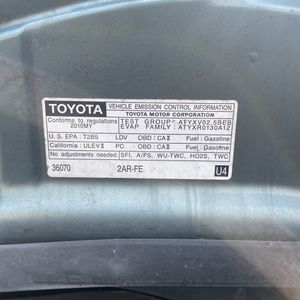 TOYOTA VEHICLE EMISSION CONTROL INFORMATION
TOYOTA MOTOR CORPORATION
Conforms to regulations 2010MY
TEST GROUP: ATYXV02.5BEB
EVAP FAMILY: ATYXR0130A12
U.S. EPA : T2B5 LDV OBD : CAII Fuel : Gasoline
California : ULEVII PC OBD : CAII Fuel : Gasoline
No adjustments needed. SFI, A/FS, WU-TWC, HO2S, TWC
36070 2AR-FE U4